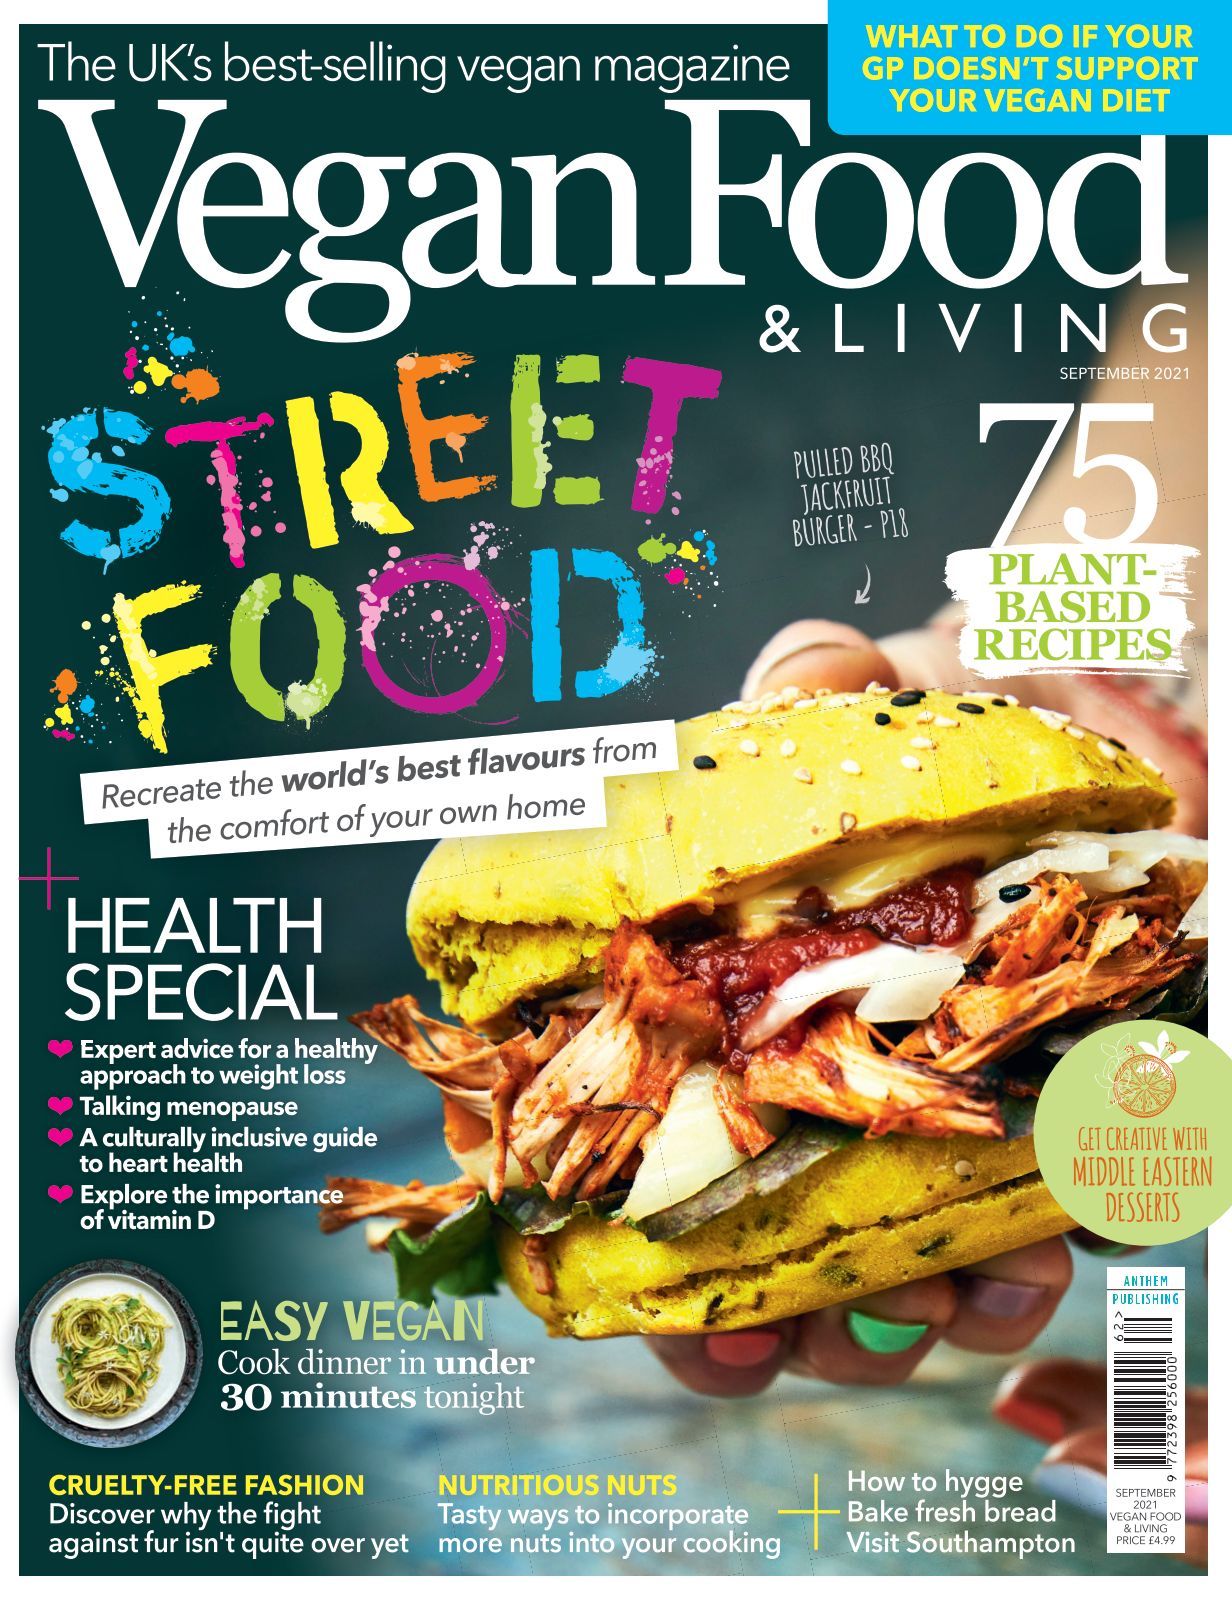 The UK's best-selling vegan magazine
WHAT TO DO IF YOUR
GP DOESN'T SUPPORT
YOUR VEGAN DIET
Vegan Food
& LIVING
SEPTEMBER 2021
STREET
FOOD
Recreate the world's best flavours from
the comfort of your own home
PULLED BBQ
JACKFRUIT
BURGER - P18
75
PLANT-
BASED
RECIPES
HEALTH
SPECIAL
Expert advice for a healthy
approach to weight loss
Talking menopause
A culturally inclusive guide
to heart health
Explore the importance
of vitamin D
GET CREATIVE WITH
MIDDLE EASTERN
DESSERTS
EASY VEGAN
Cook dinner in under
30 minutes tonight
CRUELTY-FREE FASHION
Discover why the fight
against fur isn't quite over yet
NUTRITIOUS NUTS
Tasty ways to incorporate
more nuts into your cooking
How to hygge
Bake fresh bread
Visit Southampton
ANTHEM
PUBLISHING
62>
9 772398 256000
SEPTEMBER
2021
VEGAN FOOD
& LIVING
PRICE £4.99